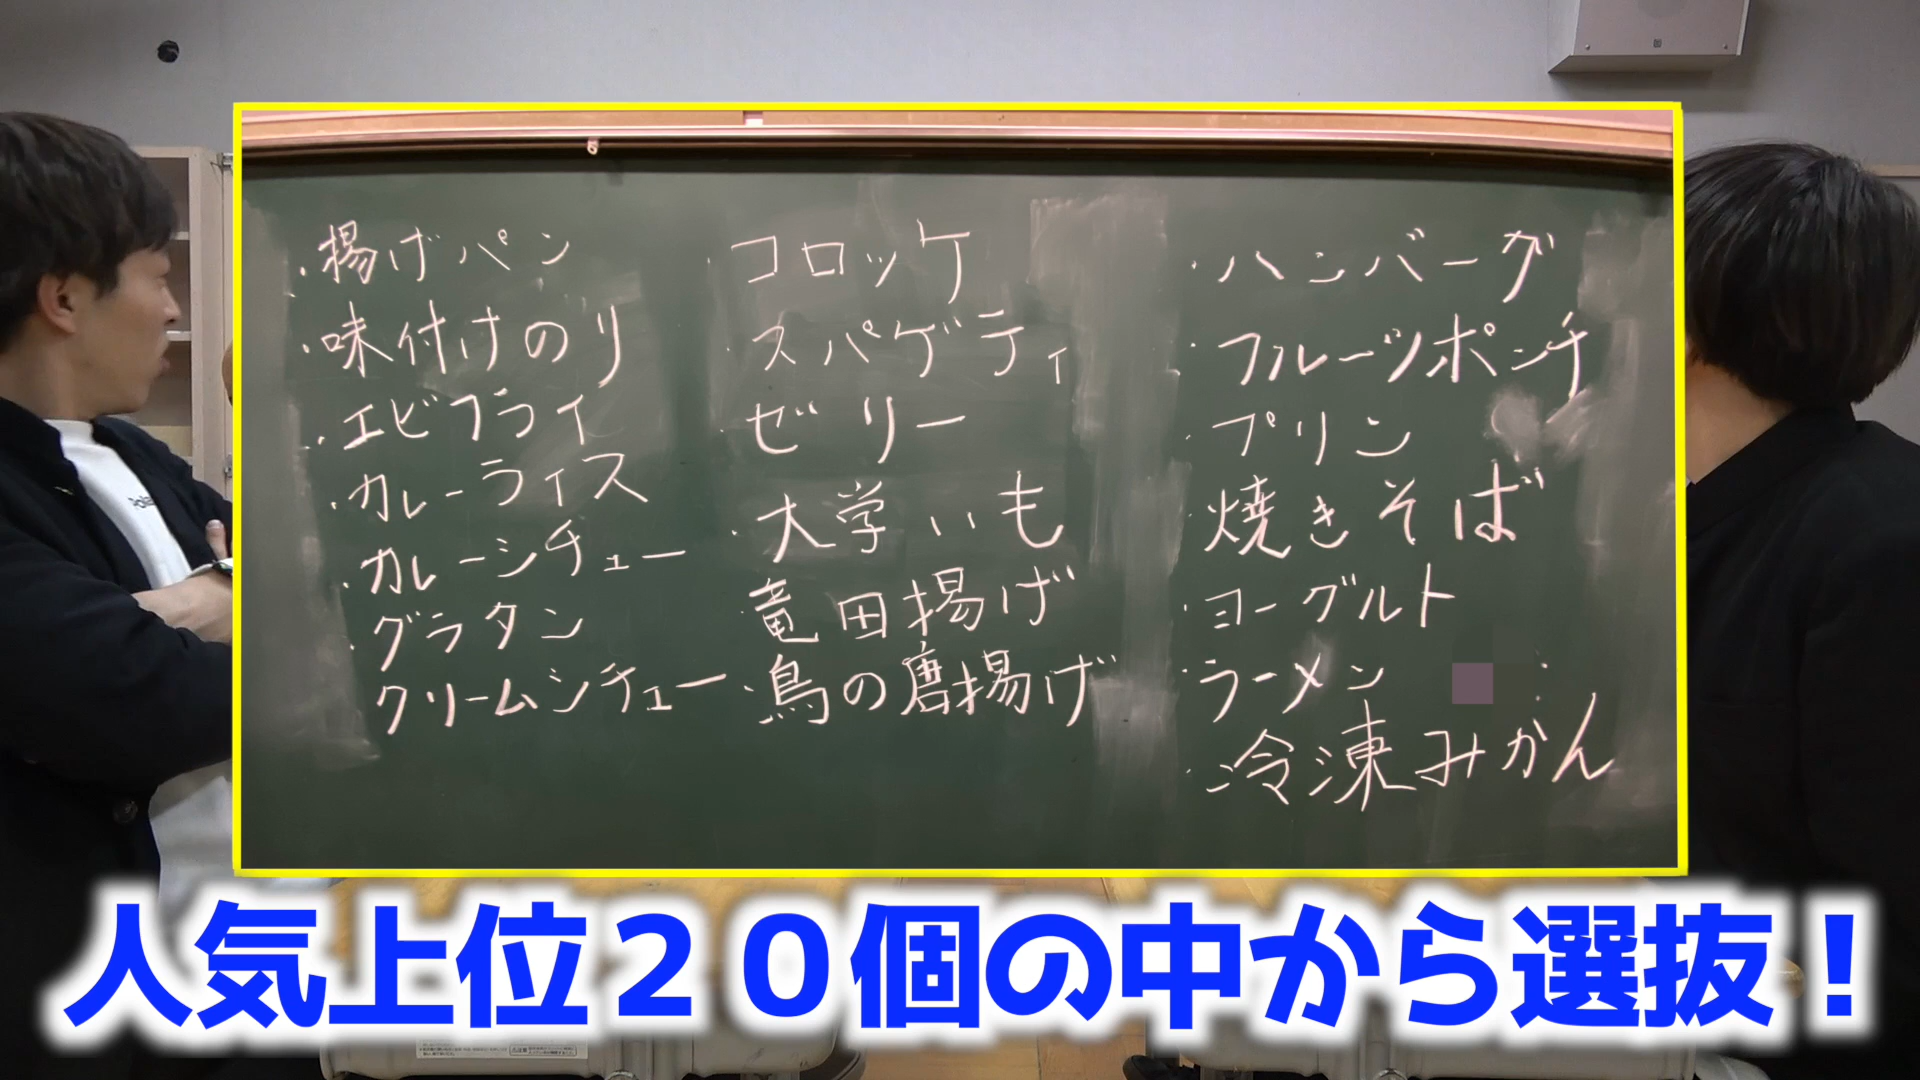 ・揚げパン
・味付けのり
・エビフライ
・カレーライス
・カレーシチュー
・グラタン
クリームシチュー
・コロッケ
・スパゲティ
・ゼリー
・大学いも
・竜田揚げ
・鳥の唐揚げ
・ハンバーグ
・フルーツポンチ
・プリン
・焼きそば
・ヨーグルト
・ラーメン
・冷凍みかん
人気上位20個の中から選抜！